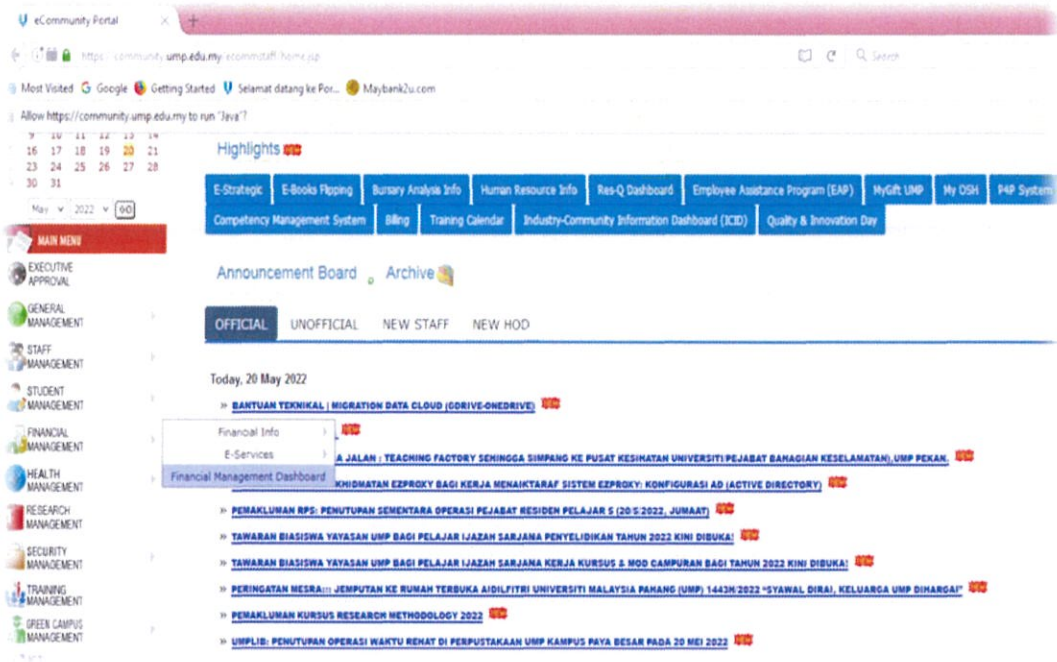 eCommunity Portal
https://community.ump.edu.my/ecommstaff/home.jsp
Search
Most Visited Google Getting Started Selamat datang ke Por... Maybank2u.com
Allow https://community.ump.edu.my to run "Java"?
9 10 11 12 13 14
16 17 18 19 20 21
23 24 25 26 27 28
30 31
May 2022 GO
MAIN MENU
EXECUTIVE APPROVAL
GENERAL MANAGEMENT
STAFF MANAGEMENT
STUDENT MANAGEMENT
FINANCIAL MANAGEMENT
HEALTH MANAGEMENT
RESEARCH MANAGEMENT
SECURITY MANAGEMENT
TRAINING MANAGEMENT
GREEN CAMPUS MANAGEMENT
Financial Info
E-Services
Financial Management Dashboard
Highlights
E-Strategic E-Books Flipping Bursary Analysis Info Human Resource Info Res-Q Dashboard Employee Assistance Program (EAP) MyGift UMP My OSH P4P System
Competency Management System Billing Training Calendar Industry-Community Information Dashboard (ICID) Quality & Innovation Day
Announcement Board Archive
OFFICIAL UNOFFICIAL NEW STAFF NEW HOD
Today, 20 May 2022
» BANTUAN TEKNIKAL | MIGRATION DATA CLOUD (GDRIVE-ONEDRIVE)
A JALAN : TEACHING FACTORY SEHINGGA SIMPANG KE PUSAT KESIHATAN UNIVERSITI(PEJABAT BAHAGIAN KESELAMATAN),UMP PEKAN.
KHIDMATAN EZPROXY BAGI KERJA MENAIKTARAF SISTEM EZPROXY: KONFIGURASI AD (ACTIVE DIRECTORY)
» PEMAKLUMAN RPS: PENUTUPAN SEMENTARA OPERASI PEJABAT RESIDEN PELAJAR S (20/5/2022, JUMAAT)
» TAWARAN BIASISWA YAYASAN UMP BAGI PELAJAR IJAZAH SARJANA PENYELIDIKAN TAHUN 2022 KINI DIBUKA!
» TAWARAN BIASISWA YAYASAN UMP BAGI PELAJAR IJAZAH SARJANA KERJA KURSUS & MOD CAMPURAN BAGI TAHUN 2022 KINI DIBUKA!
» PERINGATAN MESRA!!! JEMPUTAN KE RUMAH TERBUKA AIDILFITRI UNIVERSITI MALAYSIA PAHANG (UMP) 1443H/2022 "SYAWAL DIRAI, KELUARGA UMP DIHARGAI"
» PEMAKLUMAN KURSUS RESEARCH METHODOLOGY 2022
» UMPLIB: PENUTUPAN OPERASI WAKTU REHAT DI PERPUSTAKAAN UMP KAMPUS PAYA BESAR PADA 20 MEI 2022